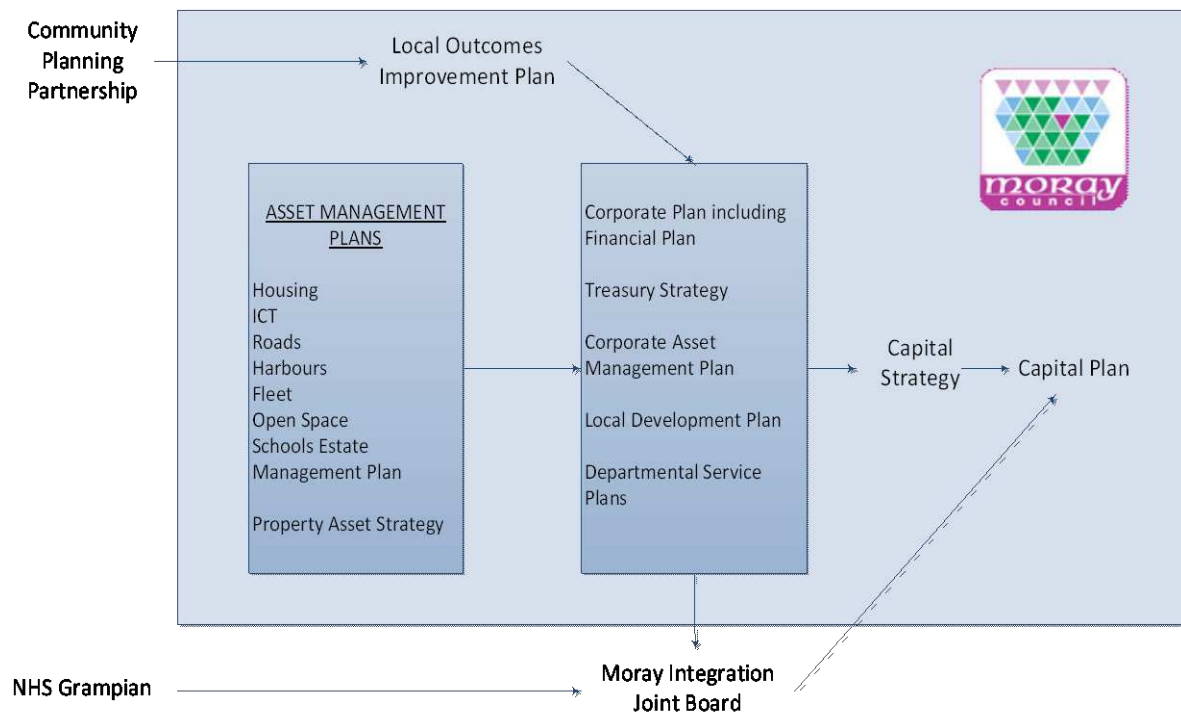 Community
Planning
Partnership
Local Outcomes
Improvement Plan
moray
council
ASSET MANAGEMENT
PLANS
Housing
ICT
Roads
Harbours
Fleet
Open Space
Schools Estate
Management Plan
Property Asset Strategy
Corporate Plan including
Financial Plan
Treasury Strategy
Corporate Asset
Management Plan
Local Development Plan
Departmental Service
Plans
Capital
Strategy
Capital Plan
NHS Grampian
Moray Integration
Joint Board